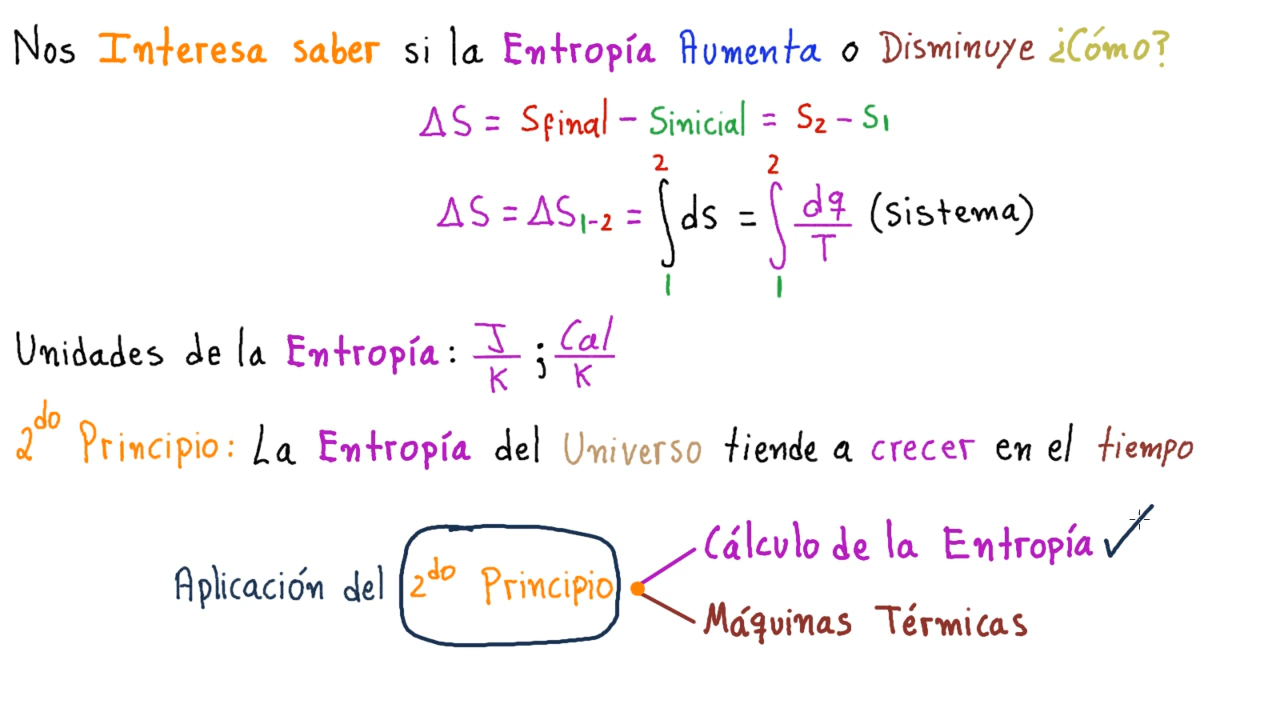 Nos Interesa saber si la Entropía Aumenta o Disminuye ¿Cómo?
ΔS = Sfinal - Sinicial = S₂ - S₁
ΔS = ΔS₁₋₂ = ∫₁² ds = ∫₁² dq/T (sistema)
Unidades de la Entropía: J/K ; Cal/K
2do Principio: La Entropía del Universo tiende a crecer en el tiempo
Aplicación del 2do Principio
Cálculo de la Entropía ✓
Máquinas Térmicas